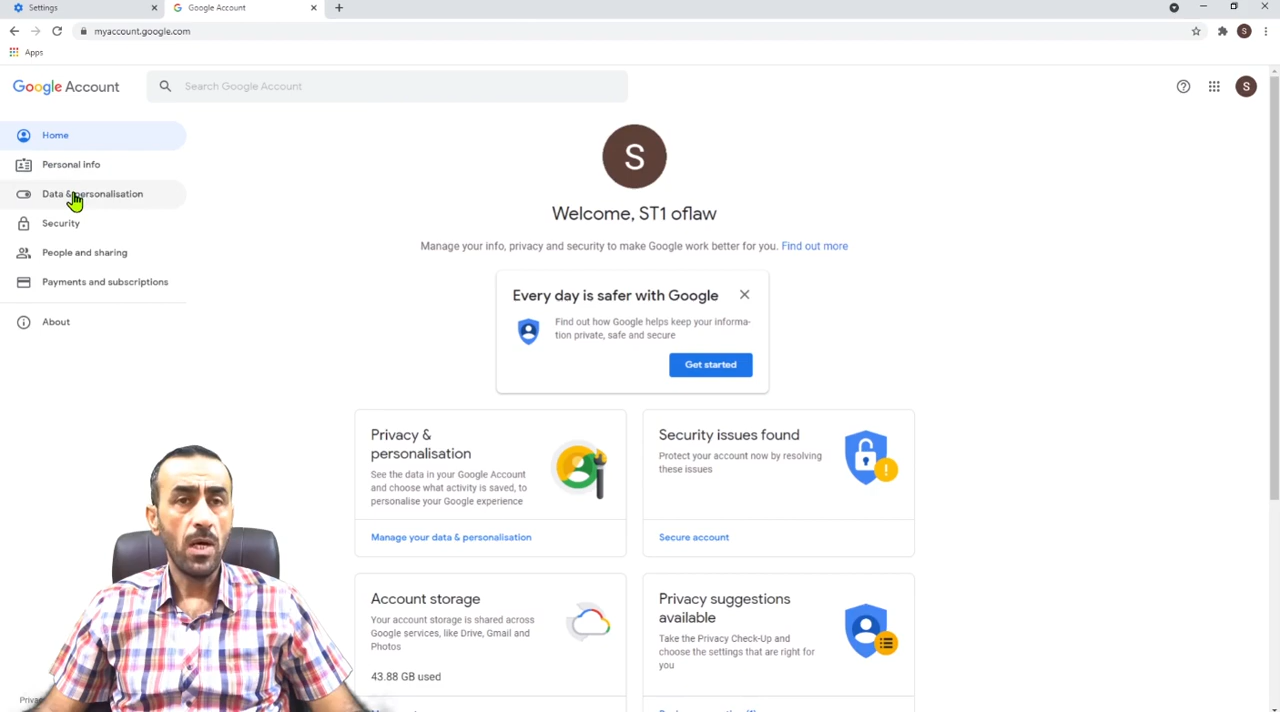 Settings
Google Account
myaccount.google.com
S
Apps
Google Account
Search Google Account
S
Home
Personal info
Data & personalisation
Security
People and sharing
Payments and subscriptions
About
S
Welcome, ST1 oflaw
Manage your info, privacy and security to make Google work better for you. Find out more
Every day is safer with Google
Find out how Google helps keep your informa-
tion private, safe and secure
Get started
Privacy &
personalisation
See the data in your Google Account
and choose what activity is saved, to
personalise your Google experience
Manage your data & personalisation
Security issues found
Protect your account now by resolving
these issues
Secure account
Account storage
Your account storage is shared across
Google services, like Drive, Gmail and
Photos
43.88 GB used
Privacy suggestions
available
Take the Privacy Check-Up and
choose the settings that are right for
you